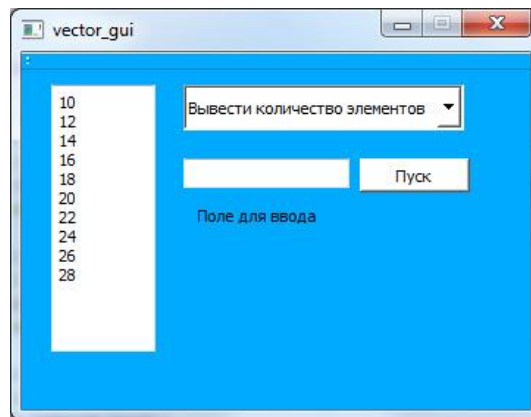 vector_gui
10
12
14
16
18
20
22
24
26
28
Вывести количество элементов
Пуск
Поле для ввода